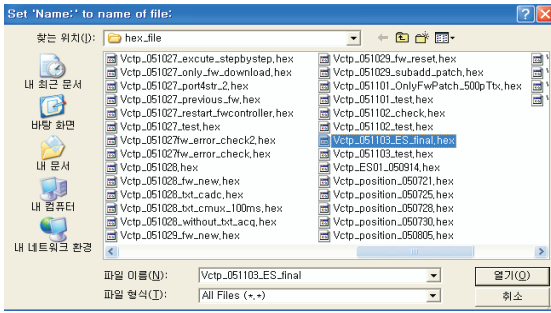 Set 'Name:' to name of file:
찾는 위치(I): hex_file
내 최근 문서
바탕 화면
내 문서
내 컴퓨터
내 네트워크 환경
Vctp_051027_excute_stepbystep,hex
Vctp_051027_only_fw_download,hex
Vctp_051027_port4str_2,hex
Vctp_051027_previous_fw,hex
Vctp_051027_restart_fwcontroller,hex
Vctp_051027_test,hex
Vctp_051027fw_error_check2,hex
Vctp_051027fw_error_check,hex
Vctp_051028,hex
Vctp_051028_fw_new,hex
Vctp_051028_txt_cadc,hex
Vctp_051028_txt_cmux_100ms,hex
Vctp_051028_without_txt_acq,hex
Vctp_051029_fw_new,hex
Vctp_051029_fw_reset,hex
Vctp_051029_subadd_patch,hex
Vctp_051101_OnlyFwPatch_500pTtx,hex
Vctp_051101_test,hex
Vctp_051102_check,hex
Vctp_051102_test,hex
Vctp_051103_ES_final,hex
Vctp_051103_test,hex
Vctp_ES01_050914,hex
Vctp_position_050721,hex
Vctp_position_050725,hex
Vctp_position_050728,hex
Vctp_position_050730,hex
Vctp_position_050805,hex
파일 이름(N): Vctp_051103_ES_final 열기(O)
파일 형식(T): All Files (*,*) 취소